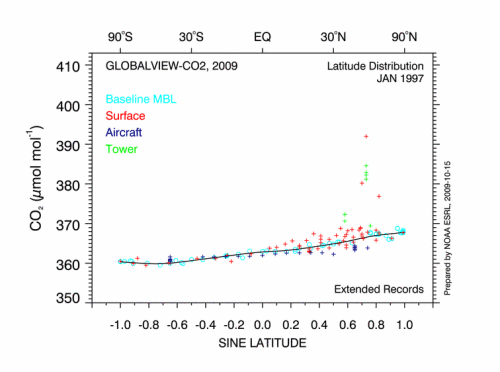 90°S 30°S EQ 30°N 90°N
GLOBALVIEW-CO2, 2009
Latitude Distribution
JAN 1997
Baseline MBL
Surface
Aircraft
Tower
410
400
390
380
370
360
350
CO₂ (μmol mol⁻¹)
Extended Records
-1.0 -0.8 -0.6 -0.4 -0.2 0.0 0.2 0.4 0.6 0.8 1.0
SINE LATITUDE
Prepared by NOAA ESRL, 2009-10-15